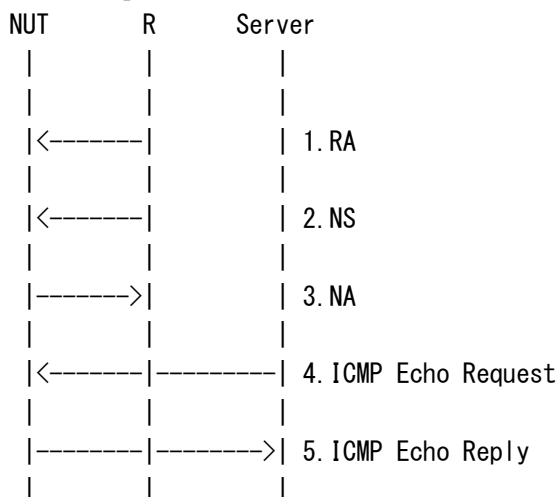 NUT R Server
1.RA
2.NS
3.NA
4.ICMP Echo Request
5.ICMP Echo Reply